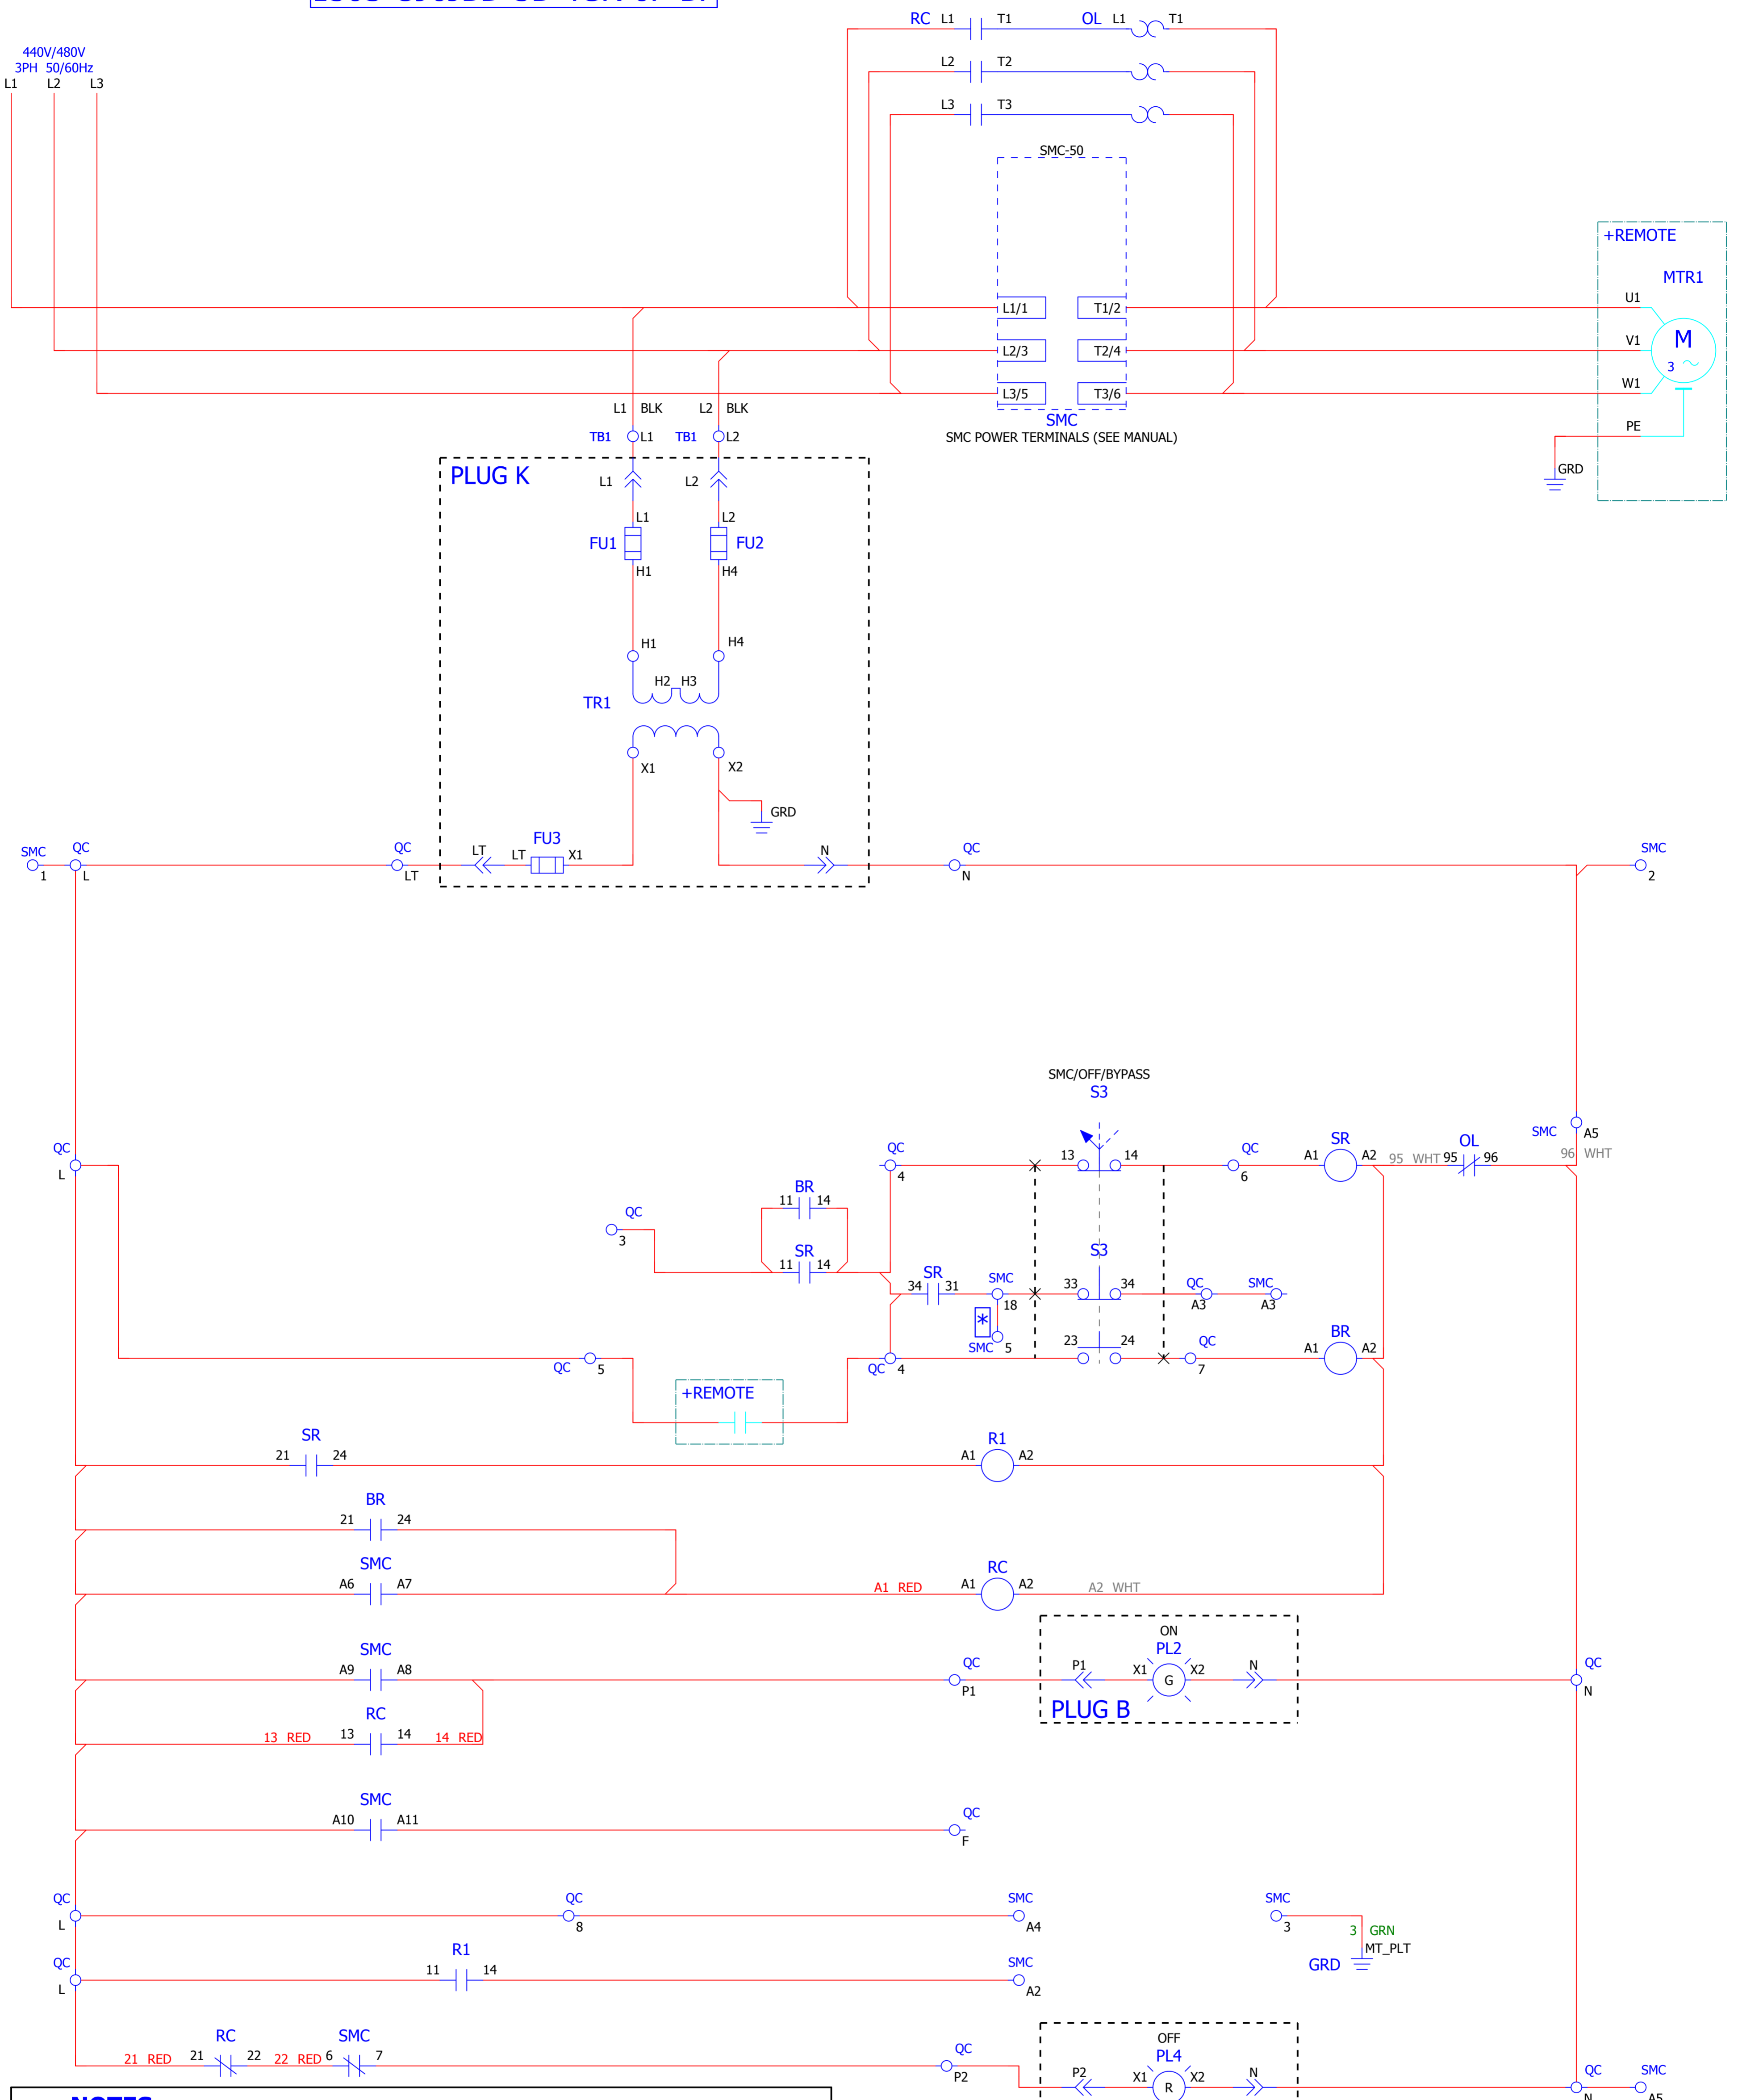 440V/480V
3PH 50/60Hz
L1 L2 L3
RC L1 T1 OL L1 T1
L2 T2
L3 T3
SMC-50
L1/1 T1/2
L2/3 T2/4
L3/5 T3/6
SMC
SMC POWER TERMINALS (SEE MANUAL)
+REMOTE
MTR1
U1
V1
W1
PE
M
3
GRD
L1 BLK L2 BLK
TB1 L1 TB1 L2
PLUG K
L1 L2
L1 L2
FU1 FU2
H1 H4
H1 H4
H2 H3
TR1
X1 X2
GRD
SMC QC QC LT LT FU3 X1 N QC SMC
1 L LT N 2
SMC/OFF/BYPASS
S3
SMC A5
QC QC 13 14 QC SR OL
L 4 6 A1 A2 95 WHT 95 96 96 WHT
BR
11 14
QC
3
SR
11 14
S3
SR
34 31 SMC 33 34 QC SMC
18 A3 A3
*
SMC 5 23 24 QC BR
QC 5 QC 4 7 A1 A2
+REMOTE
SR R1
21 24 A1 A2
BR
21 24
SMC RC
A6 A7 A1 RED A1 A2 A2 WHT
ON
SMC QC PL2 QC
A9 A8 P1 P1 X1 G X2 N N
PLUG B
RC
13 RED 13 14 14 RED
SMC QC
A10 A11 F
QC QC SMC SMC
L 8 A4 3
3 GRN
MT_PLT
GRD
QC R1 SMC
L 11 14 A2
RC SMC OFF
21 RED 21 22 22 RED 6 7 QC PL4 QC SMC
P2 P2 X1 R X2 N N A5